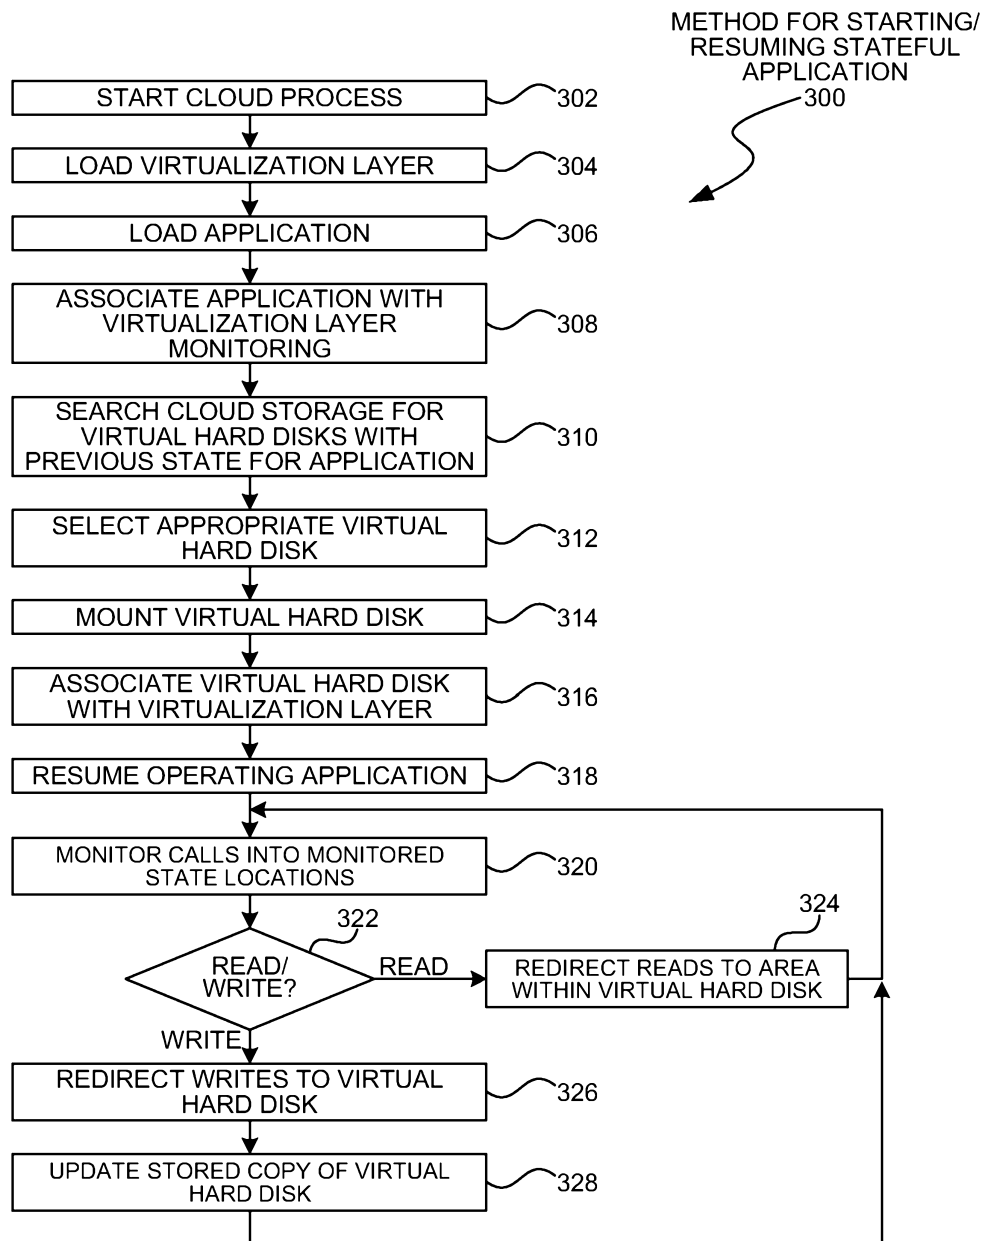 METHOD FOR STARTING/
RESUMING STATEFUL
APPLICATION
300
START CLOUD PROCESS
302
LOAD VIRTUALIZATION LAYER
304
LOAD APPLICATION
306
ASSOCIATE APPLICATION WITH
VIRTUALIZATION LAYER
MONITORING
308
SEARCH CLOUD STORAGE FOR
VIRTUAL HARD DISKS WITH
PREVIOUS STATE FOR APPLICATION
310
SELECT APPROPRIATE VIRTUAL
HARD DISK
312
MOUNT VIRTUAL HARD DISK
314
ASSOCIATE VIRTUAL HARD DISK
WITH VIRTUALIZATION LAYER
316
RESUME OPERATING APPLICATION
318
MONITOR CALLS INTO MONITORED
STATE LOCATIONS
320
322
READ/
WRITE?
READ
324
REDIRECT READS TO AREA
WITHIN VIRTUAL HARD DISK
WRITE
REDIRECT WRITES TO VIRTUAL
HARD DISK
326
UPDATE STORED COPY OF VIRTUAL
HARD DISK
328